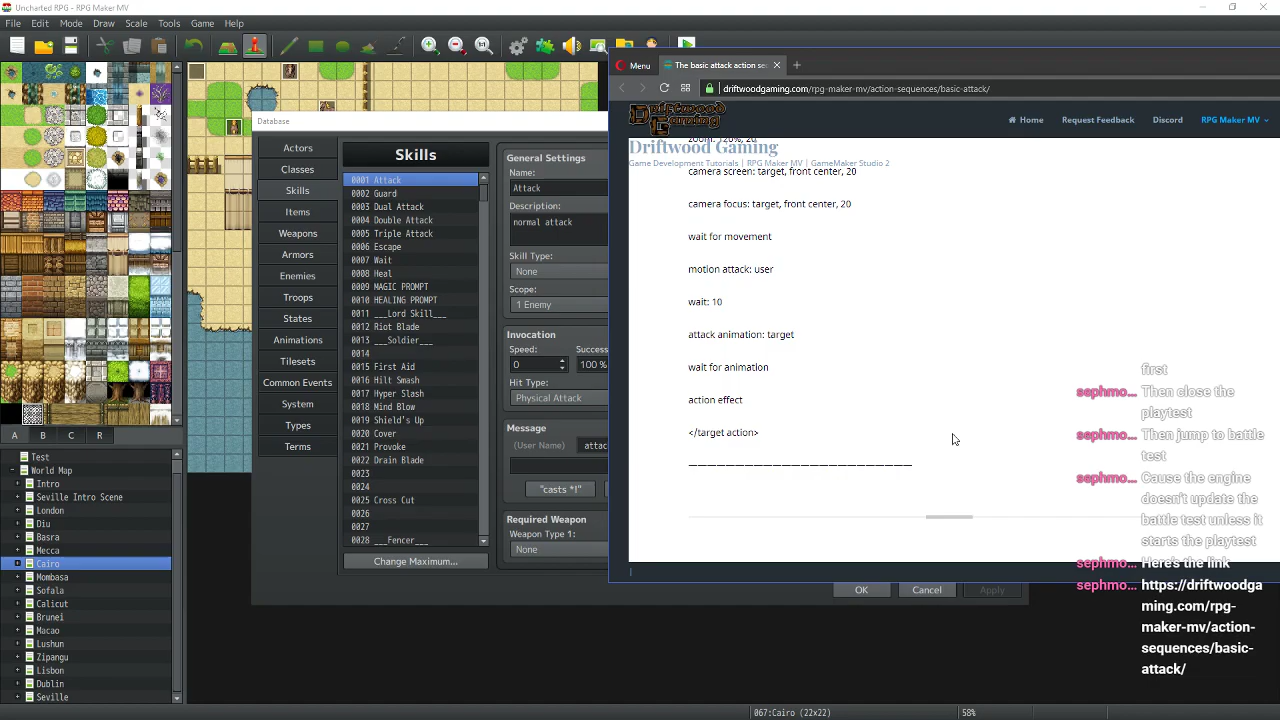 Uncharted RPG - RPG Maker MV
File Edit Mode Draw Scale Tools Game Help
A B C R
Test
World Map
Intro
Seville Intro Scene
London
Diu
Basra
Mecca
Cairo
Mombasa
Sofala
Calicut
Brunei
Macao
Lushun
Zipangu
Lisbon
Dublin
Seville
Database
Actors
Classes
Skills
Items
Weapons
Armors
Enemies
Troops
States
Animations
Tilesets
Common Events
System
Types
Terms
Skills
0001 Attack
0002 Guard
0003 Dual Attack
0004 Double Attack
0005 Triple Attack
0006 Escape
0007 Wait
0008 Heal
0009 MAGIC PROMPT
0010 HEALING PROMPT
0011 ___Lord Skill___
0012 Riot Blade
0013 ___Soldier___
0014
0015 First Aid
0016 Hilt Smash
0017 Hyper Slash
0018 Mind Blow
0019 Shield's Up
0020 Cover
0021 Provoke
0022 Drain Blade
0023
0024
0025 Cross Cut
0026
0027
0028 ___Fencer___
Change Maximum...
General Settings
Name:
Attack
Description:
normal attack
Skill Type:
None
Scope:
1 Enemy
Invocation
Speed: Succes
0 100 %
Hit Type:
Physical Attack
Message
(User Name) attac
"casts *!"
Required Weapon
Weapon Type 1:
None
OK Cancel Apply
Menu
The basic attack action se
driftwoodgaming.com/rpg-maker-mv/action-sequences/basic-attack/
Driftwood Gaming
Home Request Feedback Discord RPG Maker MV
Driftwood Gaming
Game Development Tutorials | RPG Maker MV | GameMaker Studio 2
camera screen: target, front center, 20
camera focus: target, front center, 20
wait for movement
motion attack: user
wait: 10
attack animation: target
wait for animation
action effect
</target action>
————————————————————————
first
sephmo... Then close the
playtest
sephmo... Then jump to battle
test
sephmo... Cause the engine
doesn't update the
battle test unless it
starts the playtest
sephmo... Here's the link
sephmo... https://driftwoodga
ming.com/rpg-
maker-mv/action-
sequences/basic-
attack/
067:Cairo (22x22) 58%